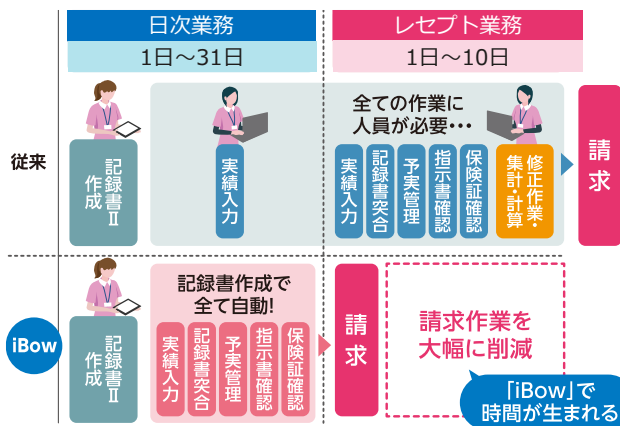 日次業務
レセプト業務
1日～31日
1日～10日
従来
記録書Ⅱ
作成
実績入力
全ての作業に
人員が必要･･･
実績入力
記録書突合
予実管理
指示書確認
保険証確認
修正作業・
集計・計算
請求
iBow
記録書Ⅱ
作成
記録書作成で
全て自動!
実績入力
記録書突合
予実管理
指示書確認
保険証確認
請求
請求作業を
大幅に削減
「iBow」で
時間が生まれる